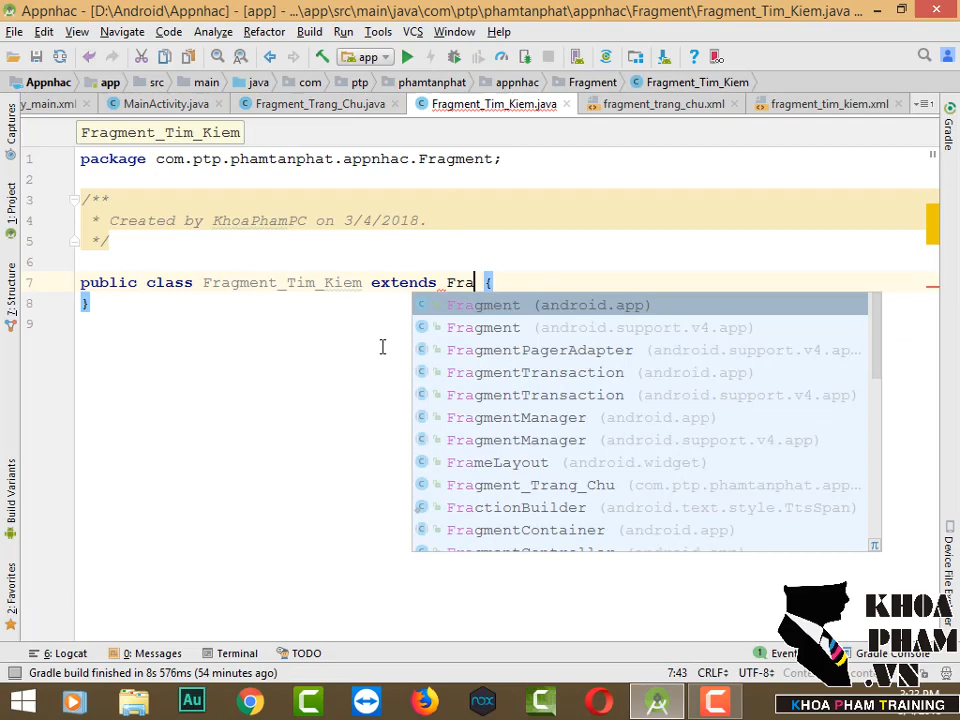 Appnhac - [D:\Android\Appnhac] - [app] - ...\app\src\main\java\com\ptp\phamtanphat\appnhac\Fragment\Fragment_Tim_Kiem.java ...
File Edit View Navigate Code Analyze Refactor Build Run Tools VCS Window Help
app
Appnhac app src main java com ptp phamtanphat appnhac Fragment Fragment_Tim_Kiem
y_main.xml MainActivity.java Fragment_Trang_Chu.java Fragment_Tim_Kiem.java fragment_trang_chu.xml fragment_tim_kiem.xml
Captures
1: Project
Structure
Build Variants
2: Favorites
Gradle
Fragment_Tim_Kiem
1 package com.ptp.phamtanphat.appnhac.Fragment;
2
3 /**
4 * Created by KhoaPhamPC on 3/4/2018.
5 */
6
7 public class Fragment_Tim_Kiem extends Fra {
8 }
9
Fragment (android.app)
Fragment (android.support.v4.app)
FragmentPagerAdapter (android.support.v4.ap...
FragmentTransaction (android.app)
FragmentTransaction (android.support.v4.app)
FragmentManager (android.app)
FragmentManager (android.support.v4.app)
FrameLayout (android.widget)
Fragment_Trang_Chu (com.ptp.phamtanphat.app...
FractionBuilder (android.text.style.TtsSpan)
FragmentContainer (android.app)
π
Device File
KHOA
PHAM
.VN
6: Logcat 0: Messages Terminal TODO Event Gradle Console
Gradle build finished in 8s 576ms (54 minutes ago) 7:43 CRLF÷ UTF-8÷
KHOA PHAM TRAINING